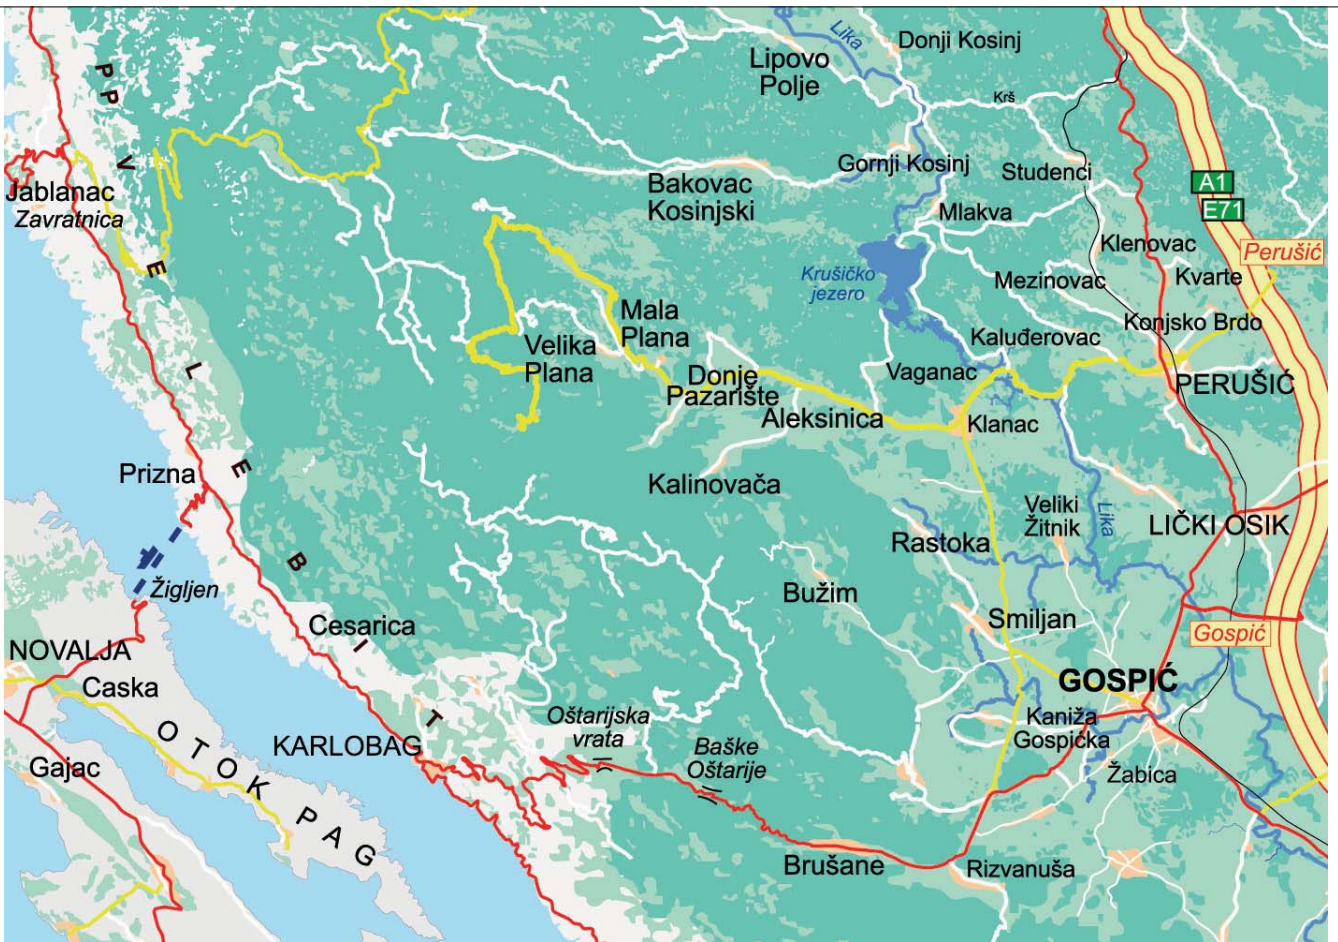 Lika
Donji Kosinj
Lipovo
Polje
Krš
PP VELEBIT
Gornji Kosinj
Studenci
Jablanac
Zavratnica
Bakovac
Kosinjski
A1
E71
Mlakva
Klenovac
Perušić
Krušičko
jezero
Mezinovac
Kvarte
Mala
Plana
Konjsko Brdo
Velika
Plana
Kaluđerovac
Vaganac
Donje
Pazarište
PERUŠIĆ
Aleksinica
Klanac
Prizna
Kalinovača
Veliki
Žitnik
Lika
LIČKI OSIK
Rastoka
Žigljen
Bužim
Cesarica
Smiljan
Gospić
NOVALJA
Caska
GOSPIĆ
OTOK PAG
Oštarijska
vrata
Kaniža
Gospićka
KARLOBAG
Baške
Oštarije
Gajac
Žabica
Brušane
Rizvanuša